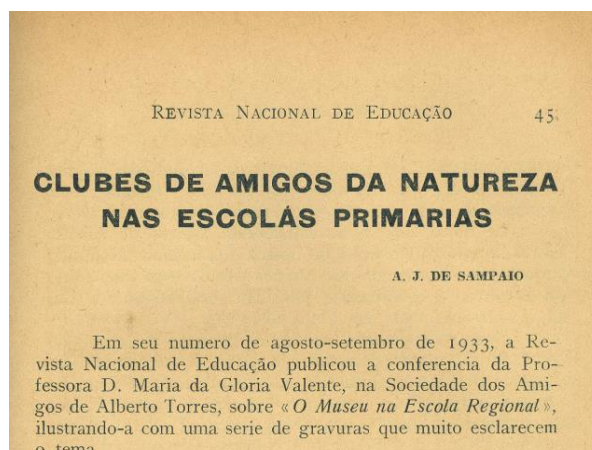 REVISTA NACIONAL DE EDUCAÇÃO 45
CLUBES DE AMIGOS DA NATUREZA
NAS ESCOLÁS PRIMARIAS
A. J. DE SAMPAIO
Em seu numero de agosto-setembro de 1933, a Re-
vista Nacional de Educação publicou a conferencia da Pro-
fessora D. Maria da Gloria Valente, na Sociedade dos Ami-
gos de Alberto Torres, sobre «O Museu na Escola Regional»,
ilustrando-a com uma serie de gravuras que muito esclarecem
o tema